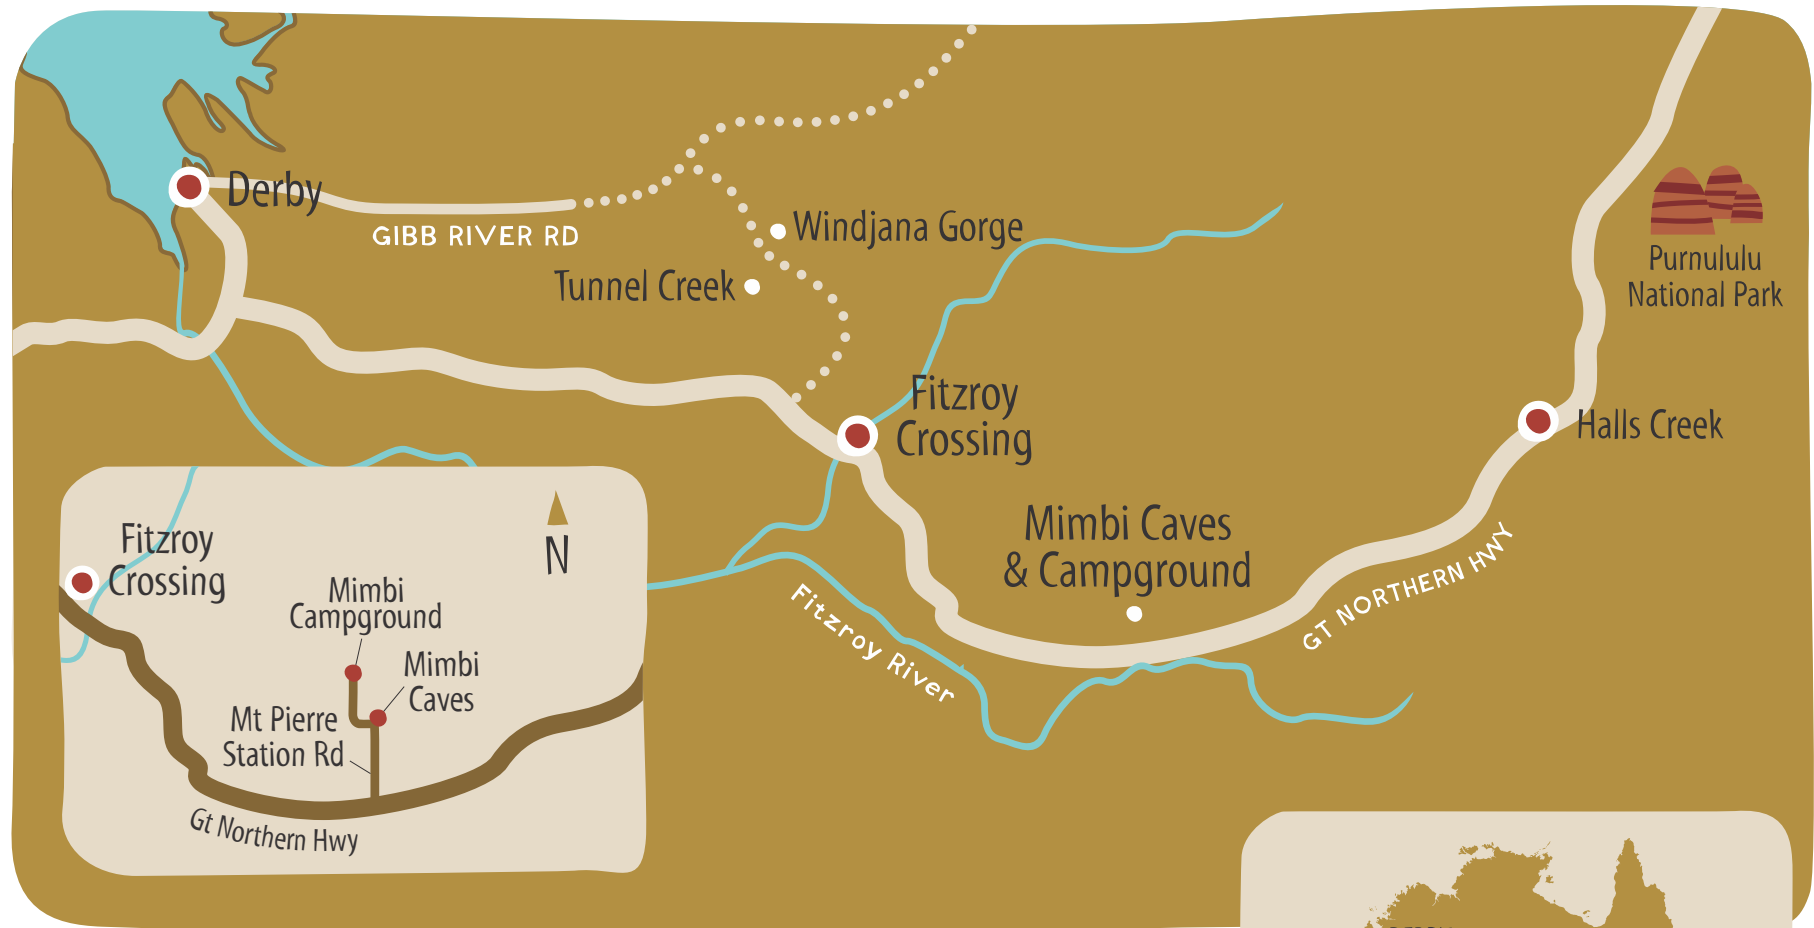 Derby
GIBB RIVER RD
Windjana Gorge
Tunnel Creek
Purnululu
National Park
Fitzroy
Crossing
Halls Creek
Mimbi Caves
& Campground
GT NORTHERN HWY
Fitzroy River
N
Fitzroy
Crossing
Mimbi
Campground
Mimbi
Caves
Mt Pierre
Station Rd
Gt Northern Hwy